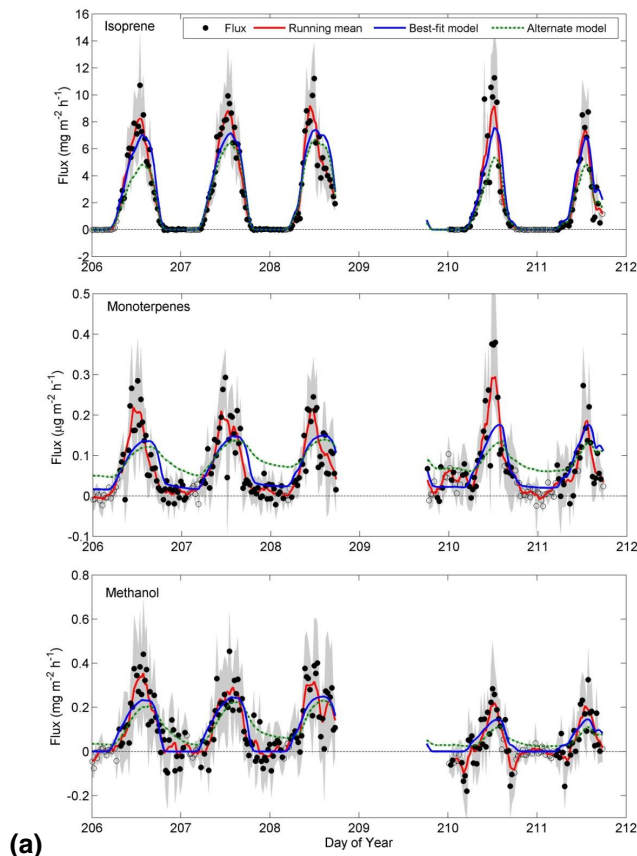 Isoprene
Flux Running mean Best-fit model Alternate model
16
14
12
10
8
6
4
2
0
-2
Flux (mg m⁻² h⁻¹)
206 207 208 209 210 211 212
Monoterpenes
0.5
0.4
0.3
0.2
0.1
0
-0.1
Flux (µg m⁻² h⁻¹)
206 207 208 209 210 211 212
Methanol
0.8
0.6
0.4
0.2
0
-0.2
Flux (mg m⁻² h⁻¹)
206 207 208 209 210 211 212
Day of Year
(a)